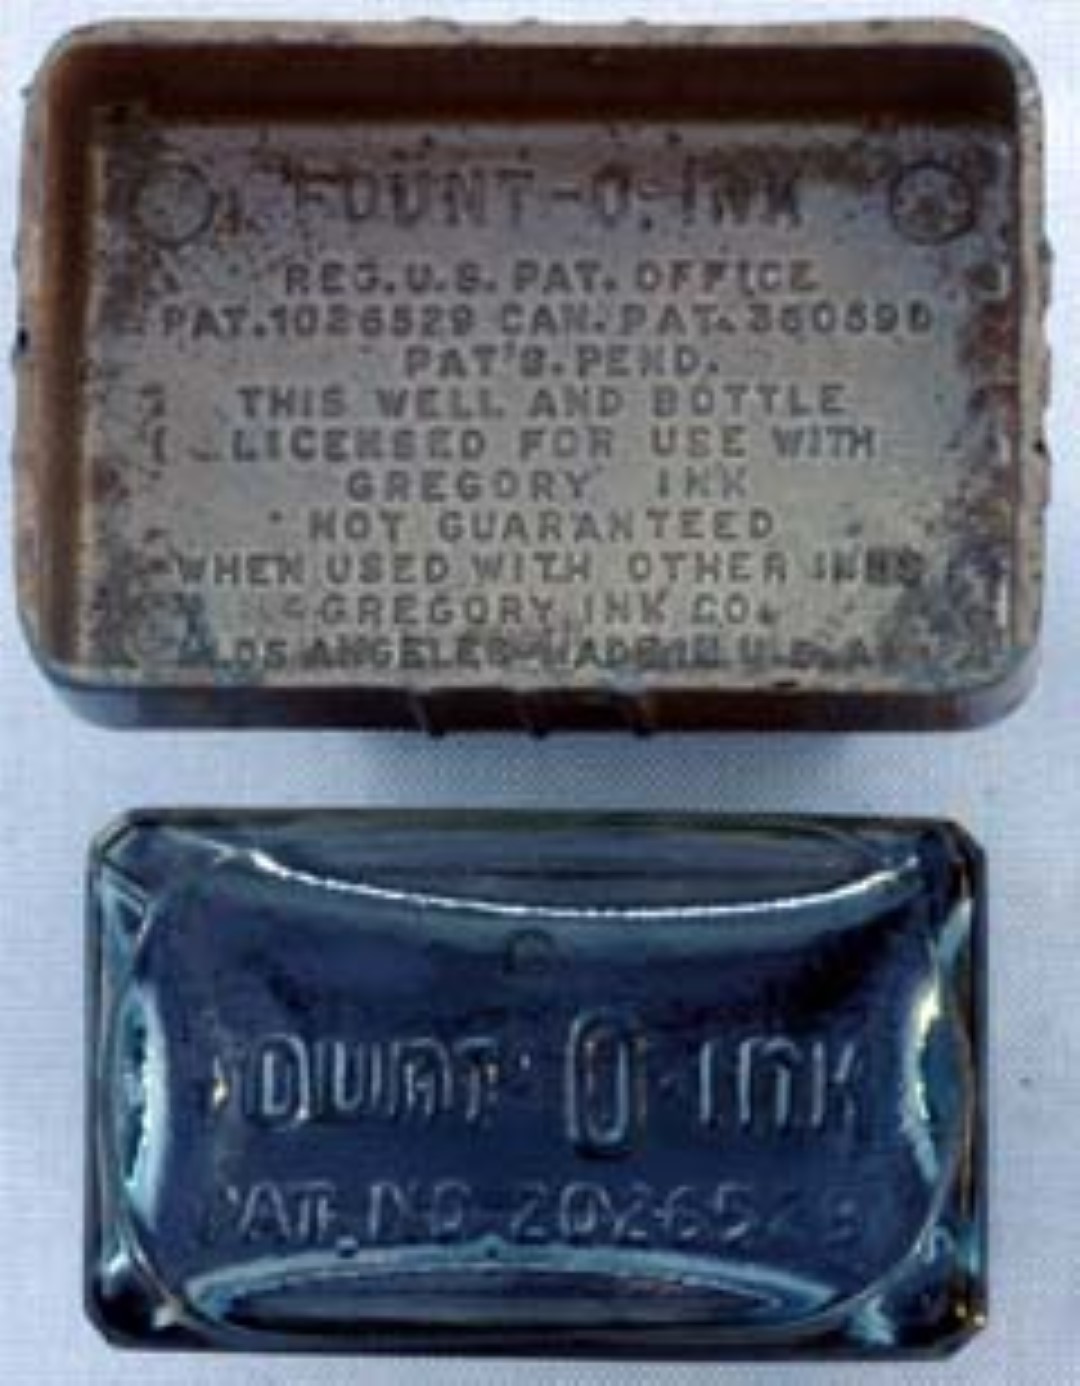 FOUNT-O-INK
REG. U.S. PAT. OFFICE
PAT. 1026529 CAN. PAT. 360590
PAT'S. PEND.
THIS WELL AND BOTTLE
LICENSED FOR USE WITH
GREGORY INK
NOT GUARANTEED
WHEN USED WITH OTHER INKS
GREGORY INK CO.
LOS ANGELES-MADE IN U.S.A.
FOUNT-O-INK
PAT. NO